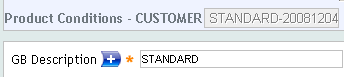 Product Conditions - CUSTOMER STANDARD-20081204
GB Description + * STANDARD